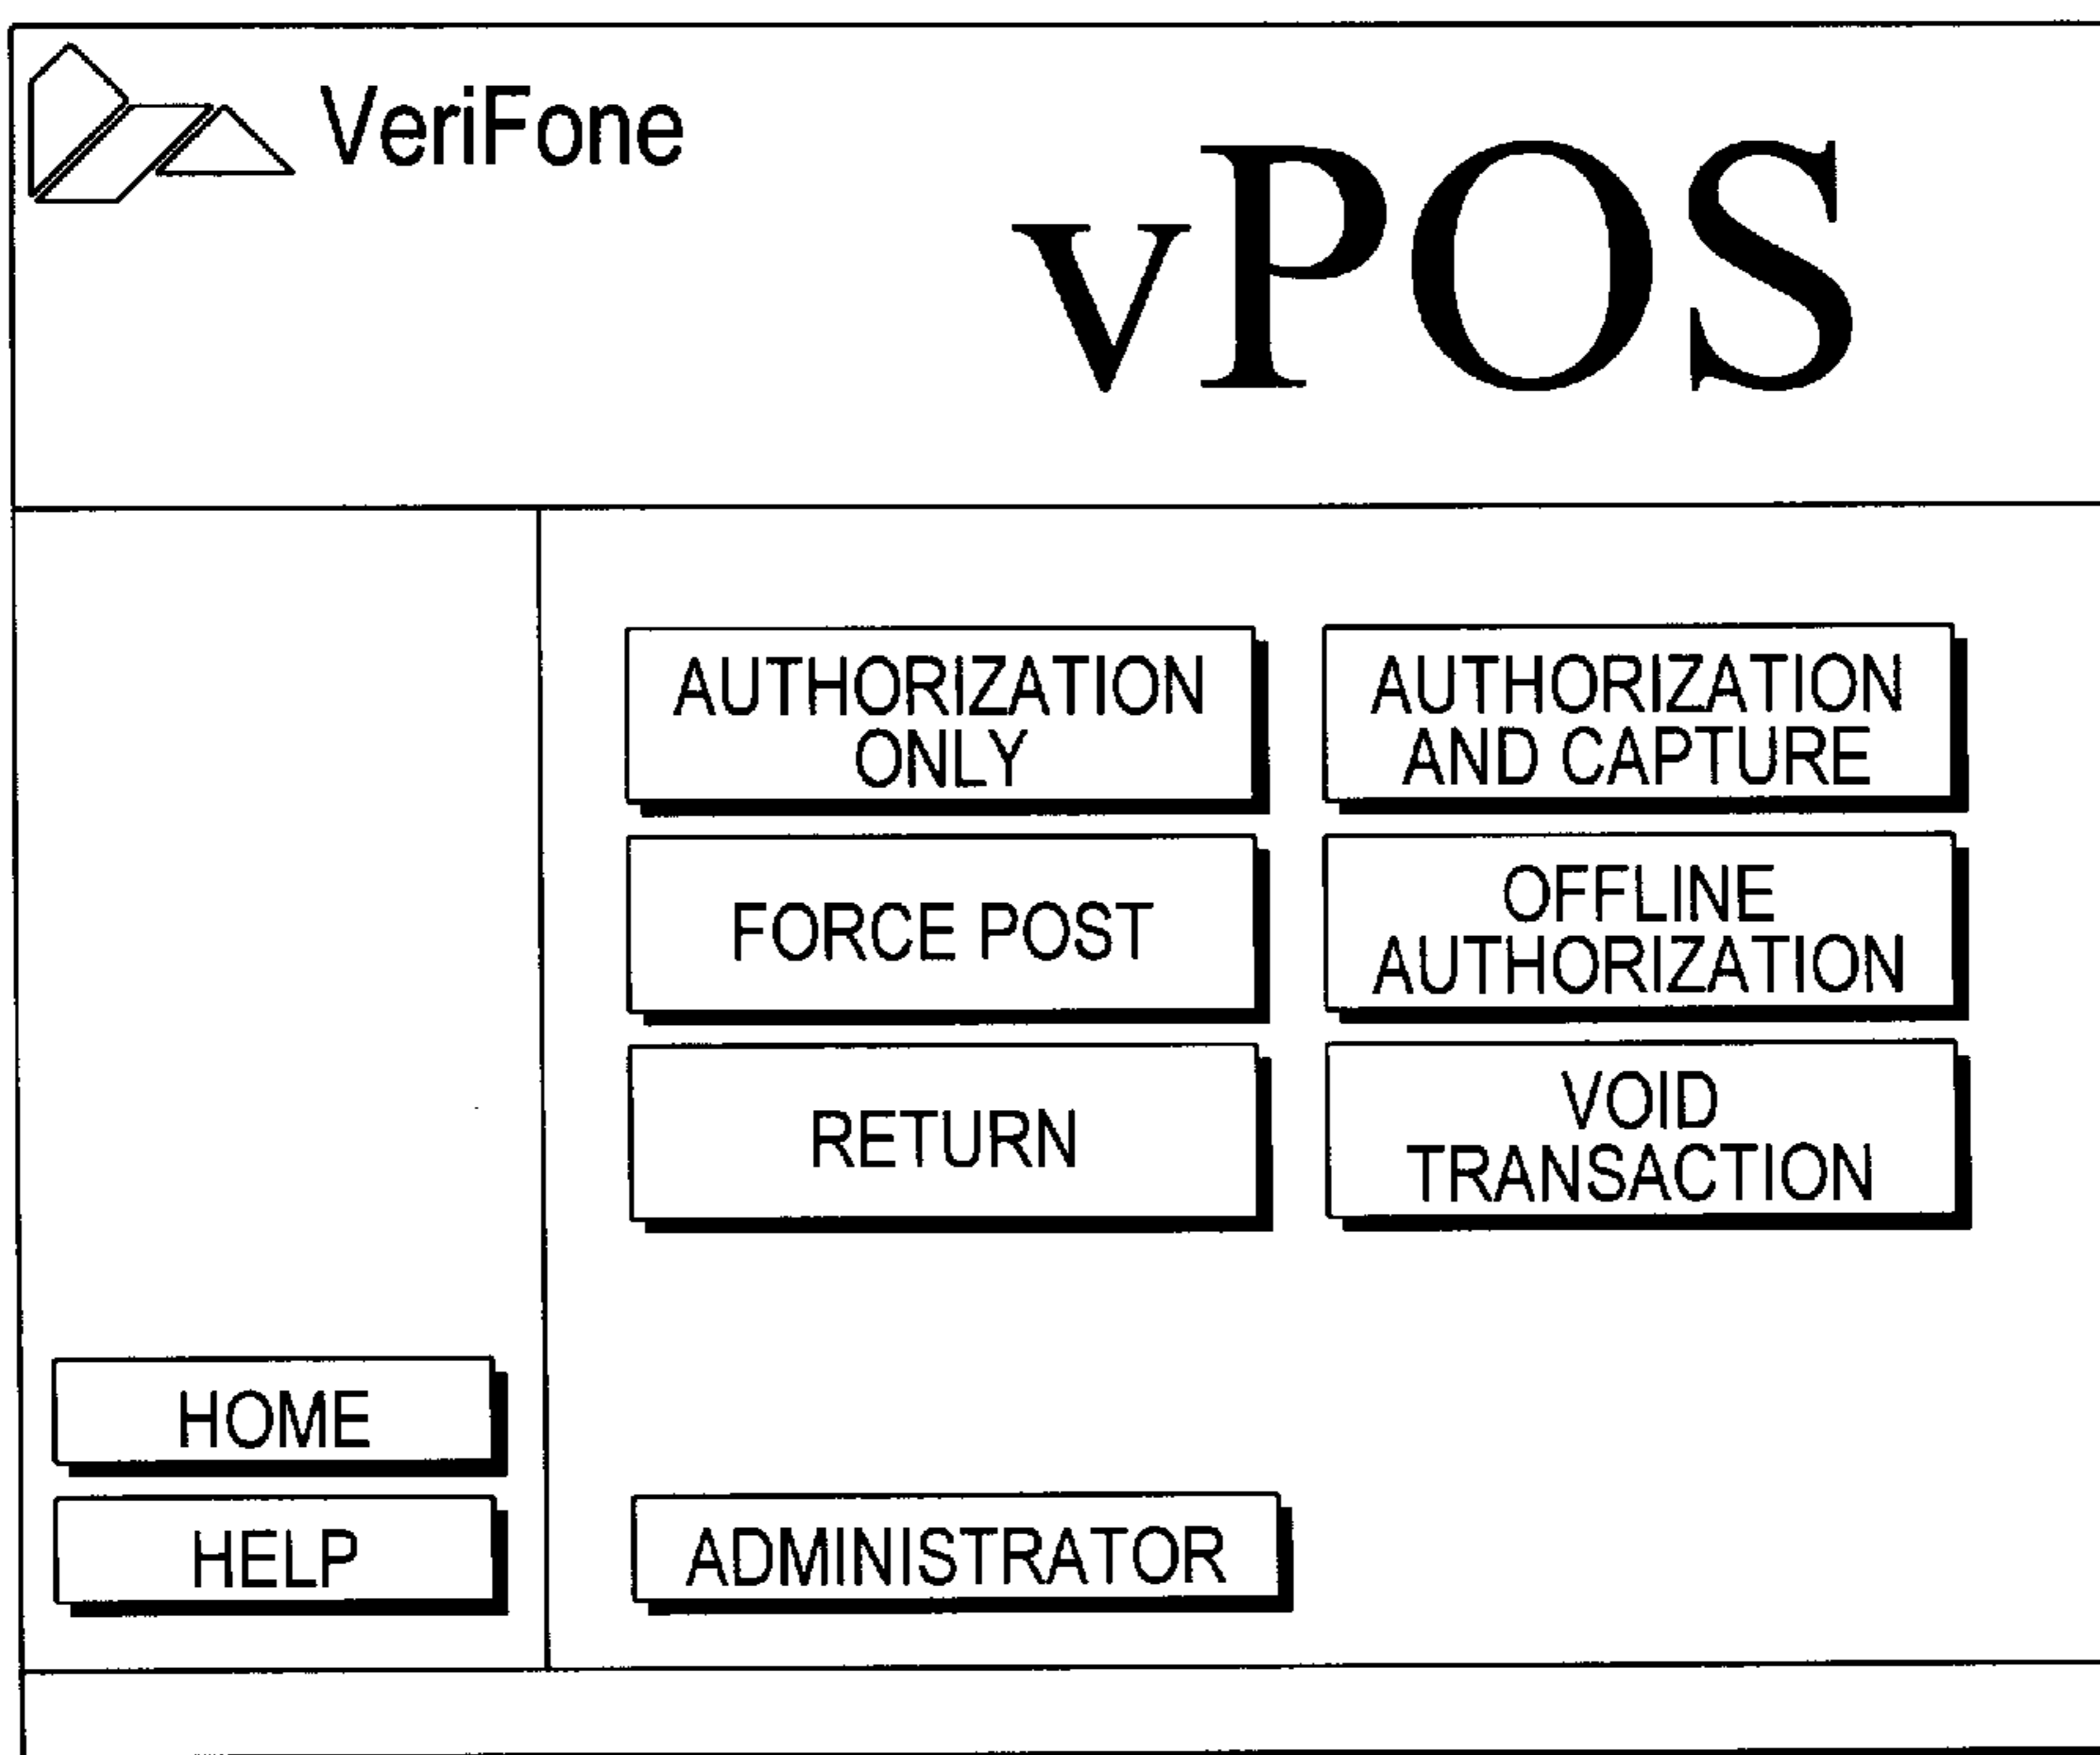 VeriFone
vPOS
AUTHORIZATION
ONLY
AUTHORIZATION
AND CAPTURE
FORCE POST
OFFLINE
AUTHORIZATION
RETURN
VOID
TRANSACTION
HOME
HELP
ADMINISTRATOR